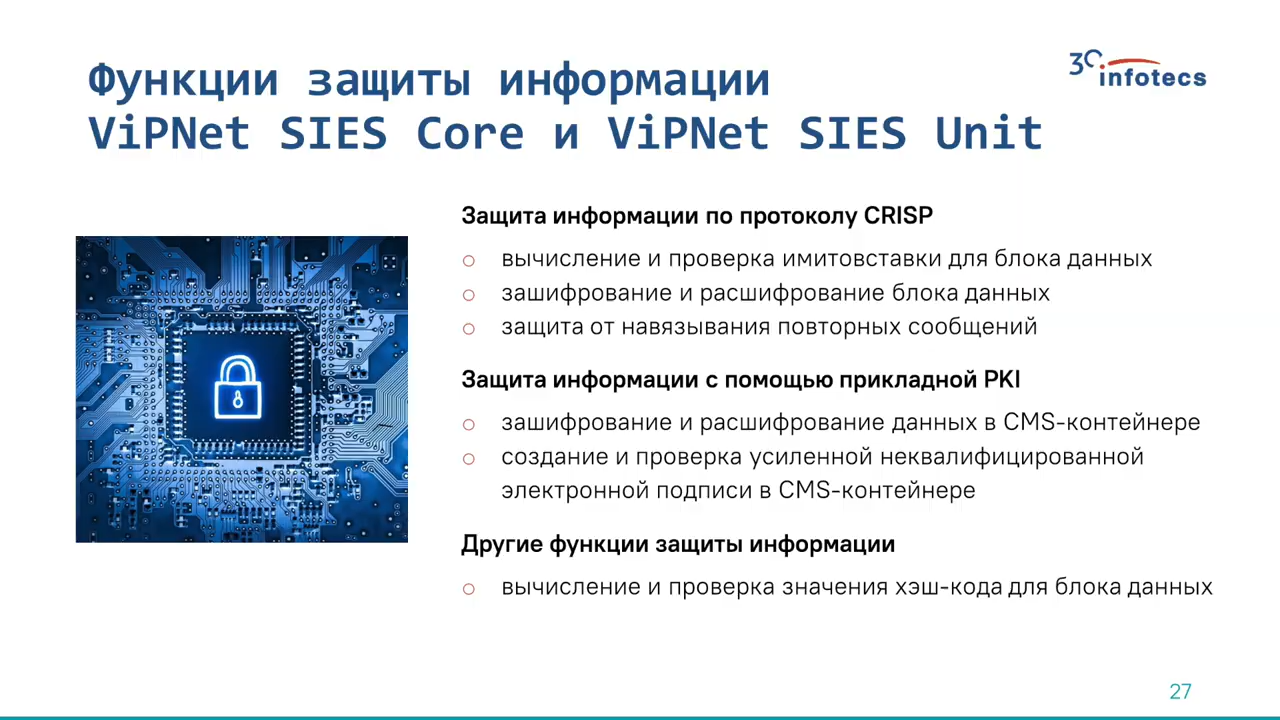 Функции защиты информации
ViPNet SIES Core и ViPNet SIES Unit
30 infotecs
Защита информации по протоколу CRISP
вычисление и проверка имитовставки для блока данных
зашифрование и расшифрование блока данных
защита от навязывания повторных сообщений
Защита информации с помощью прикладной PKI
зашифрование и расшифрование данных в CMS-контейнере
создание и проверка усиленной неквалифицированной
электронной подписи в CMS-контейнере
Другие функции защиты информации
вычисление и проверка значения хэш-кода для блока данных
27